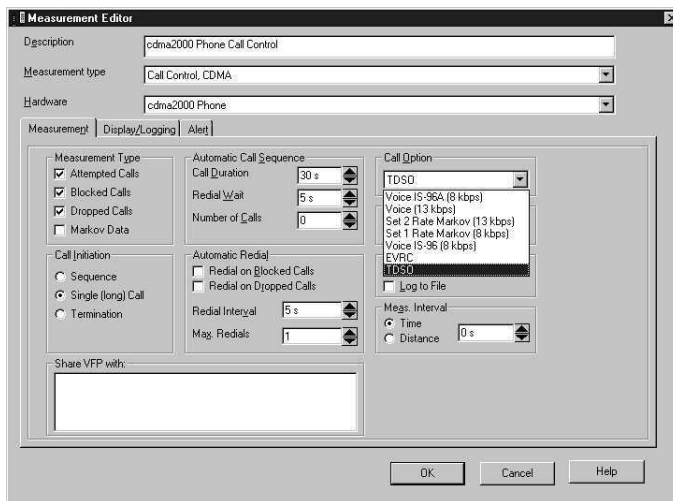 Measurement Editor
Description
cdma2000 Phone Call Control
Measurement type
Call Control, CDMA
Hardware
cdma2000 Phone
Measurement
Display/Logging
Alert
Measurement Type
Attempted Calls
Blocked Calls
Dropped Calls
Markov Data
Automatic Call Sequence
Call Duration
30 s
Redial Wait
5 s
Number of Calls
0
Call Option
TDSO
Voice IS-96A (8 kbps)
Voice (13 kbps)
Set 2 Rate Markov (13 kbps)
Set 1 Rate Markov (8 kbps)
Voice IS-96 (8 kbps)
EVRC
TDSO
Log to File
Call Initiation
Sequence
Single (long) Call
Termination
Automatic Redial
Redial on Blocked Calls
Redial on Dropped Calls
Redial Interval
5 s
Max. Redials
1
Meas. Interval
Time
Distance
0 s
Share VFP with:
OK
Cancel
Help